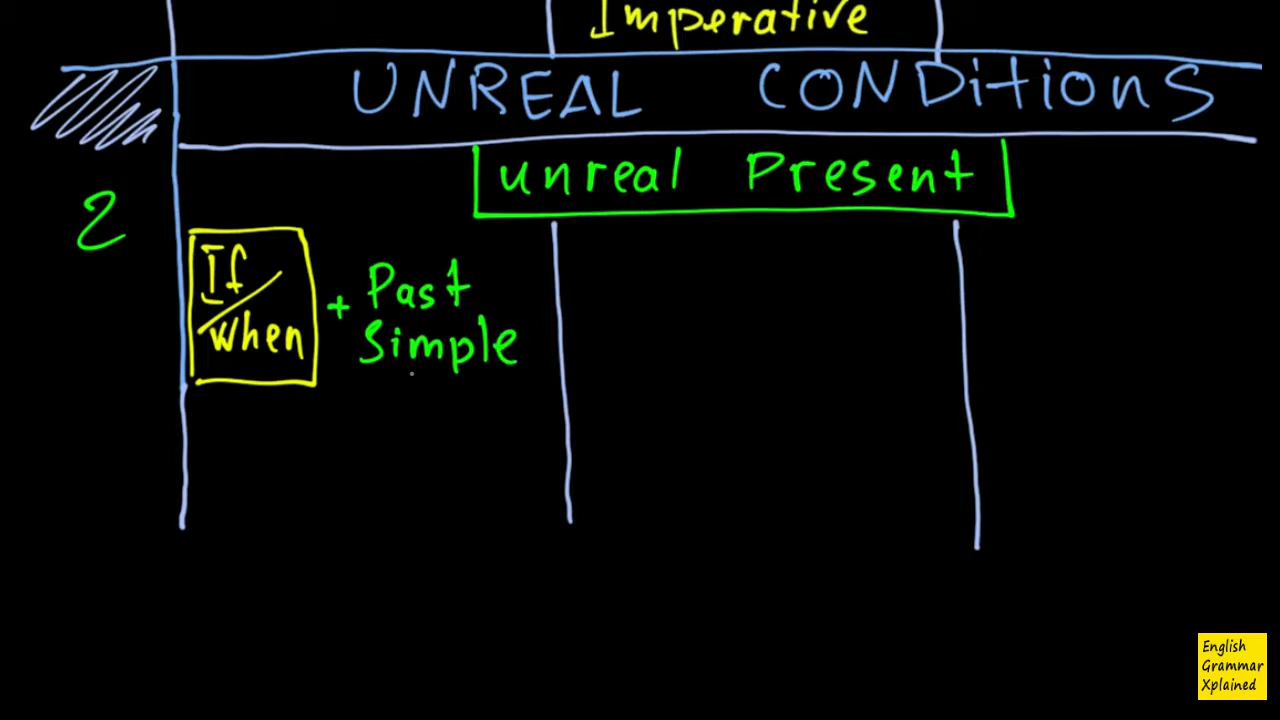 Imperative
UNREAL CONDitionS
unreal Present
2
If
/
When
+ Past
Simple
English
Grammar
Xplained